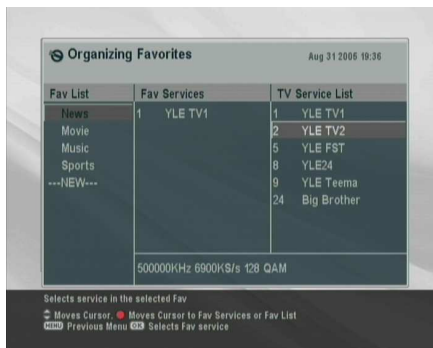 Organizing Favorites
Aug 31 2006 19:36
Fav List
Fav Services
TV Service List
News
1 YLE TV1
1 YLE TV1
Movie
2 YLE TV2
Music
5 YLE FST
Sports
8 YLE24
---NEW---
9 YLE Teema
24 Big Brother
500000KHz 6900KS/s 128 QAM
Selects service in the selected Fav
Moves Cursor. Moves Cursor to Fav Services or Fav List
MENU Previous Menu OK Selects Fav service